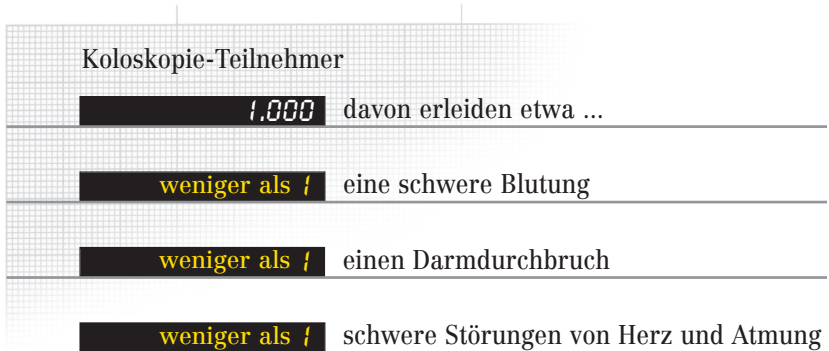 Koloskopie-Teilnehmer
1.000 davon erleiden etwa ...
weniger als 1 eine schwere Blutung
weniger als 1 einen Darmdurchbruch
weniger als 1 schwere Störungen von Herz und Atmung